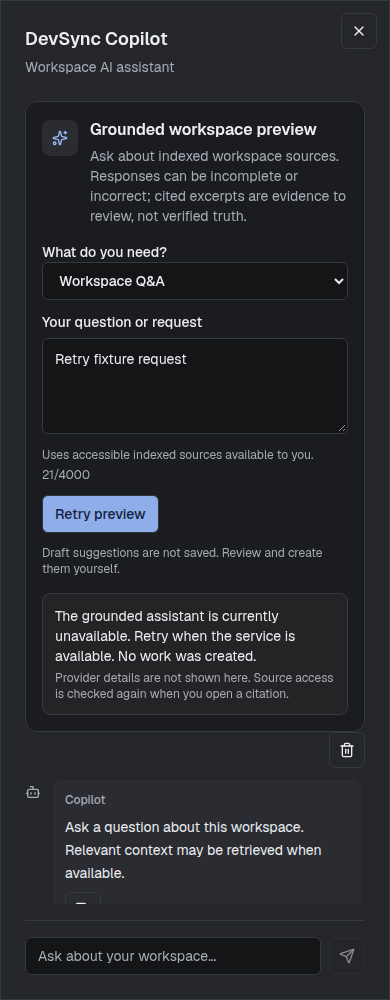 DevSync Copilot
Workspace AI assistant
Grounded workspace preview
Ask about indexed workspace sources.
Responses can be incomplete or
incorrect; cited excerpts are evidence to
review, not verified truth.
What do you need?
Workspace Q&A
Your question or request
Retry fixture request
Uses accessible indexed sources available to you.
21/4000
Retry preview
Draft suggestions are not saved. Review and create
them yourself.
The grounded assistant is currently
unavailable. Retry when the service is
available. No work was created.
Provider details are not shown here. Source access
is checked again when you open a citation.
Copilot
Ask a question about this workspace.
Relevant context may be retrieved when
available.
Ask about your workspace...